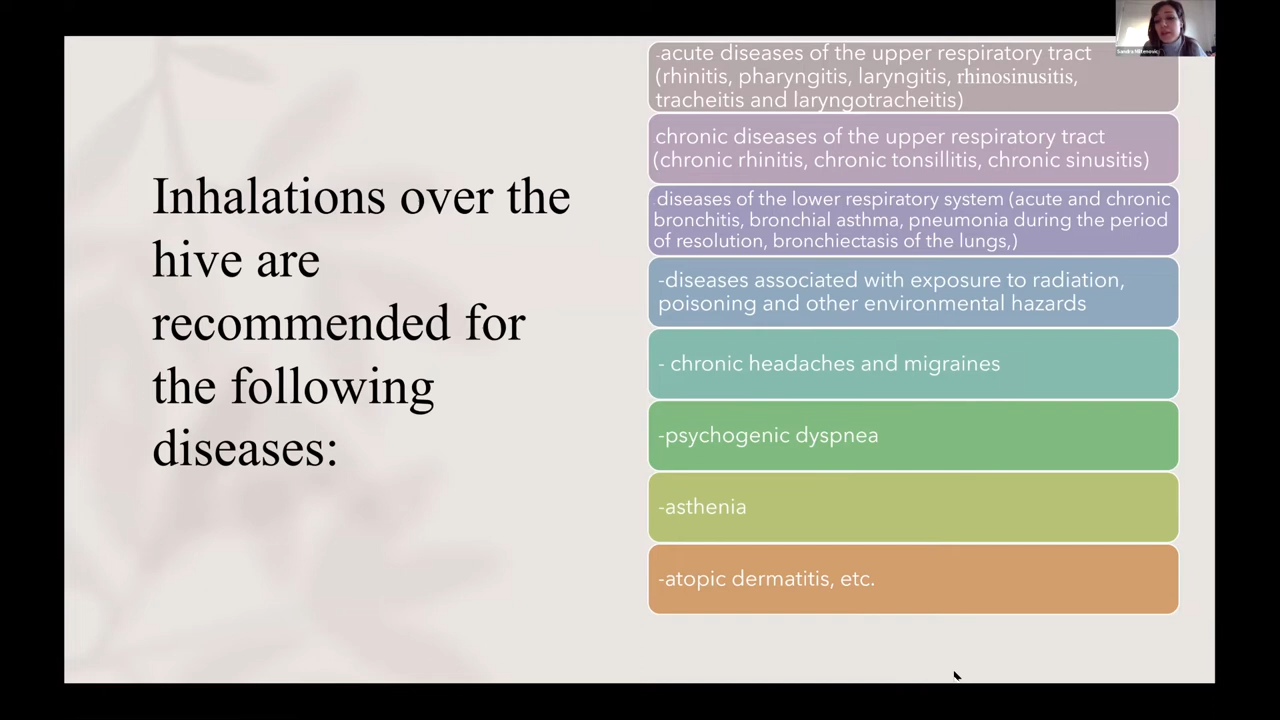 Inhalations over the
hive are
recommended for
the following
diseases:
-acute diseases of the upper respiratory tract
(rhinitis, pharyngitis, laryngitis, rhinosinusitis,
tracheitis and laryngotracheitis)
chronic diseases of the upper respiratory tract
(chronic rhinitis, chronic tonsillitis, chronic sinusitis)
diseases of the lower respiratory system (acute and chronic
bronchitis, bronchial asthma, pneumonia during the period
of resolution, bronchiectasis of the lungs,)
-diseases associated with exposure to radiation,
poisoning and other environmental hazards
- chronic headaches and migraines
-psychogenic dyspnea
-asthenia
-atopic dermatitis, etc.